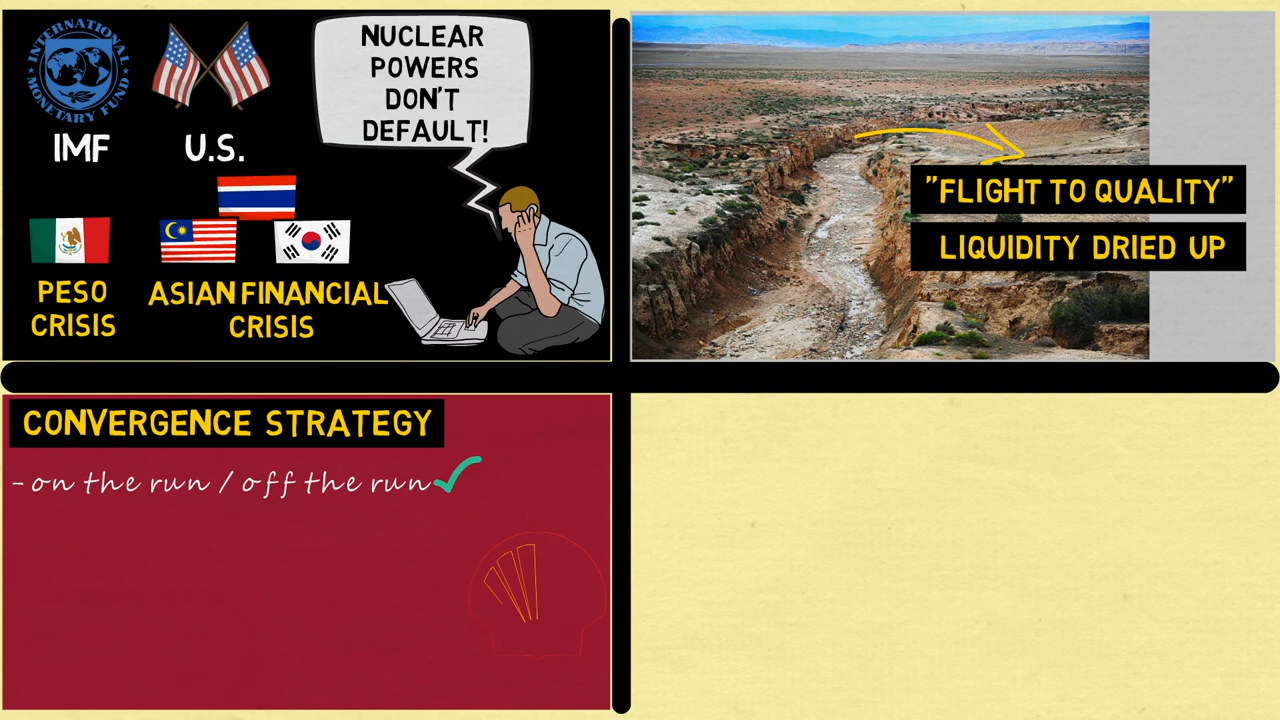 INTERNATIONAL
MONETARY FUND
IMF
U.S.
NUCLEAR
POWERS
DON'T
DEFAULT!
PESO
CRISIS
ASIAN FINANCIAL
CRISIS
"FLIGHT TO QUALITY"
LIQUIDITY DRIED UP
CONVERGENCE STRATEGY
-on the run / off the run